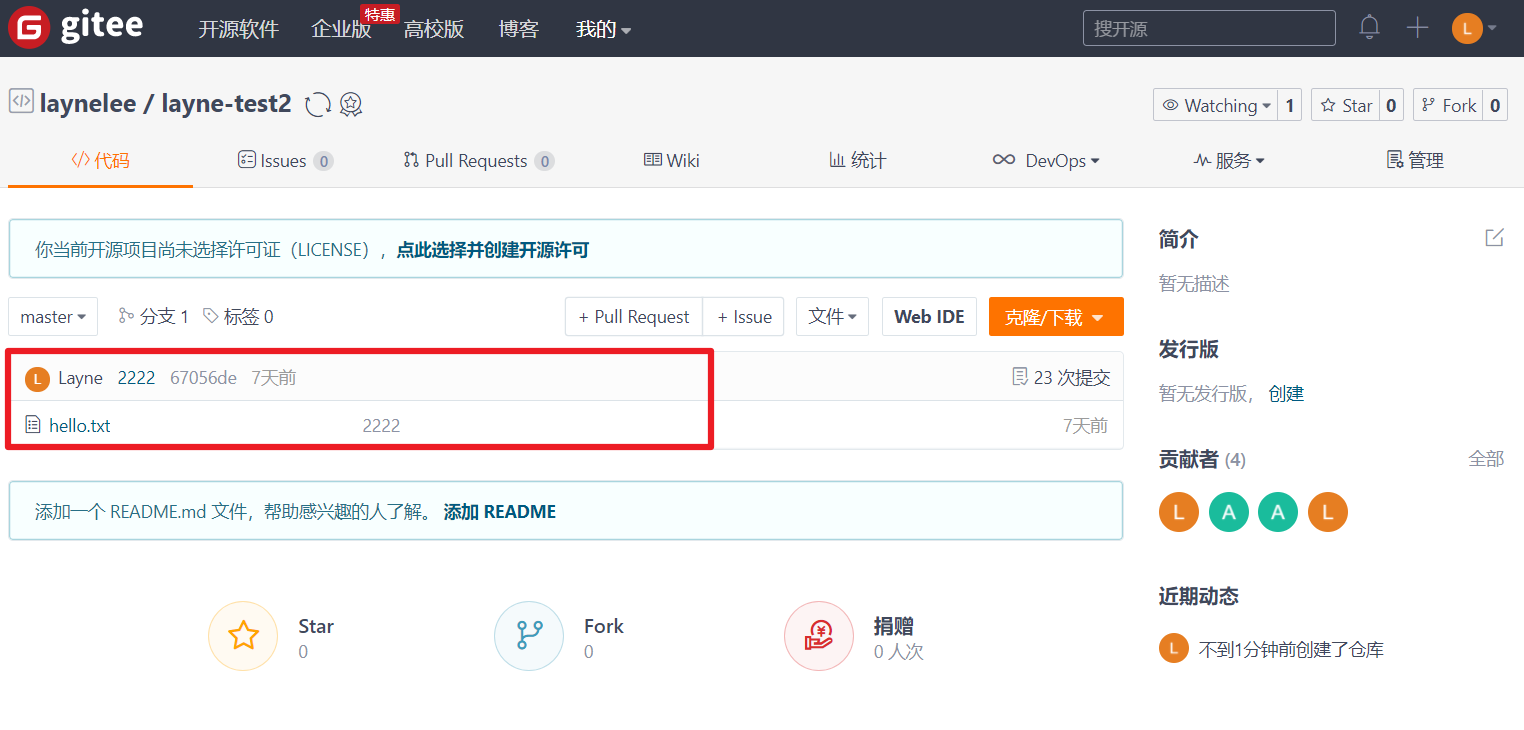 gitee 开源软件 企业版 特惠 高校版 博客 我的 搜开源 L
laynelee / layne-test2 Watching 1 Star 0 Fork 0
代码 Issues 0 Pull Requests 0 Wiki 统计 DevOps 服务 管理
你当前开源项目尚未选择许可证（LICENSE），点此选择并创建开源许可
master 分支 1 标签 0 + Pull Request + Issue 文件 Web IDE 克隆/下载
L Layne 2222 67056de 7天前 23 次提交
hello.txt 2222 7天前
添加一个 README.md 文件，帮助感兴趣的人了解。 添加 README
Star
0
Fork
0
捐赠
0 人次
简介
暂无描述
发行版
暂无发行版， 创建
贡献者 (4) 全部
L A A L
近期动态
L 不到1分钟前创建了仓库